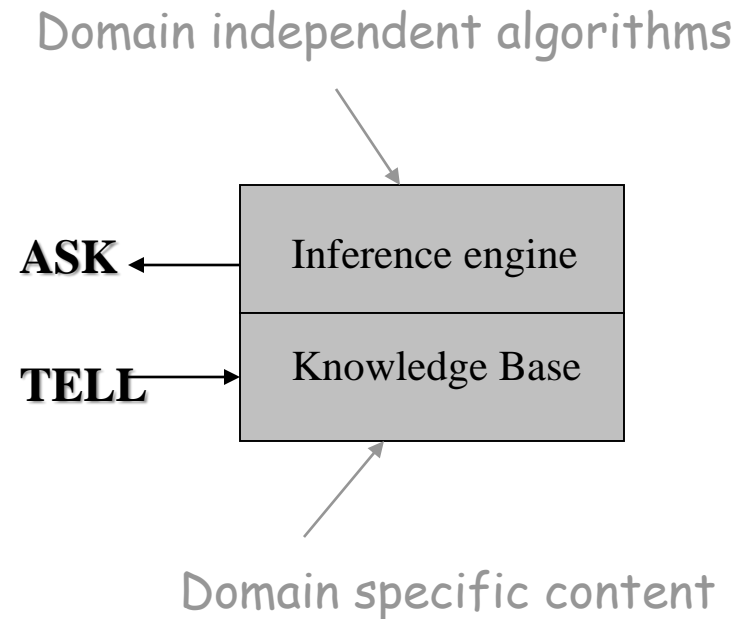 Domain independent algorithms
ASK
Inference engine
TELL
Knowledge Base
Domain specific content